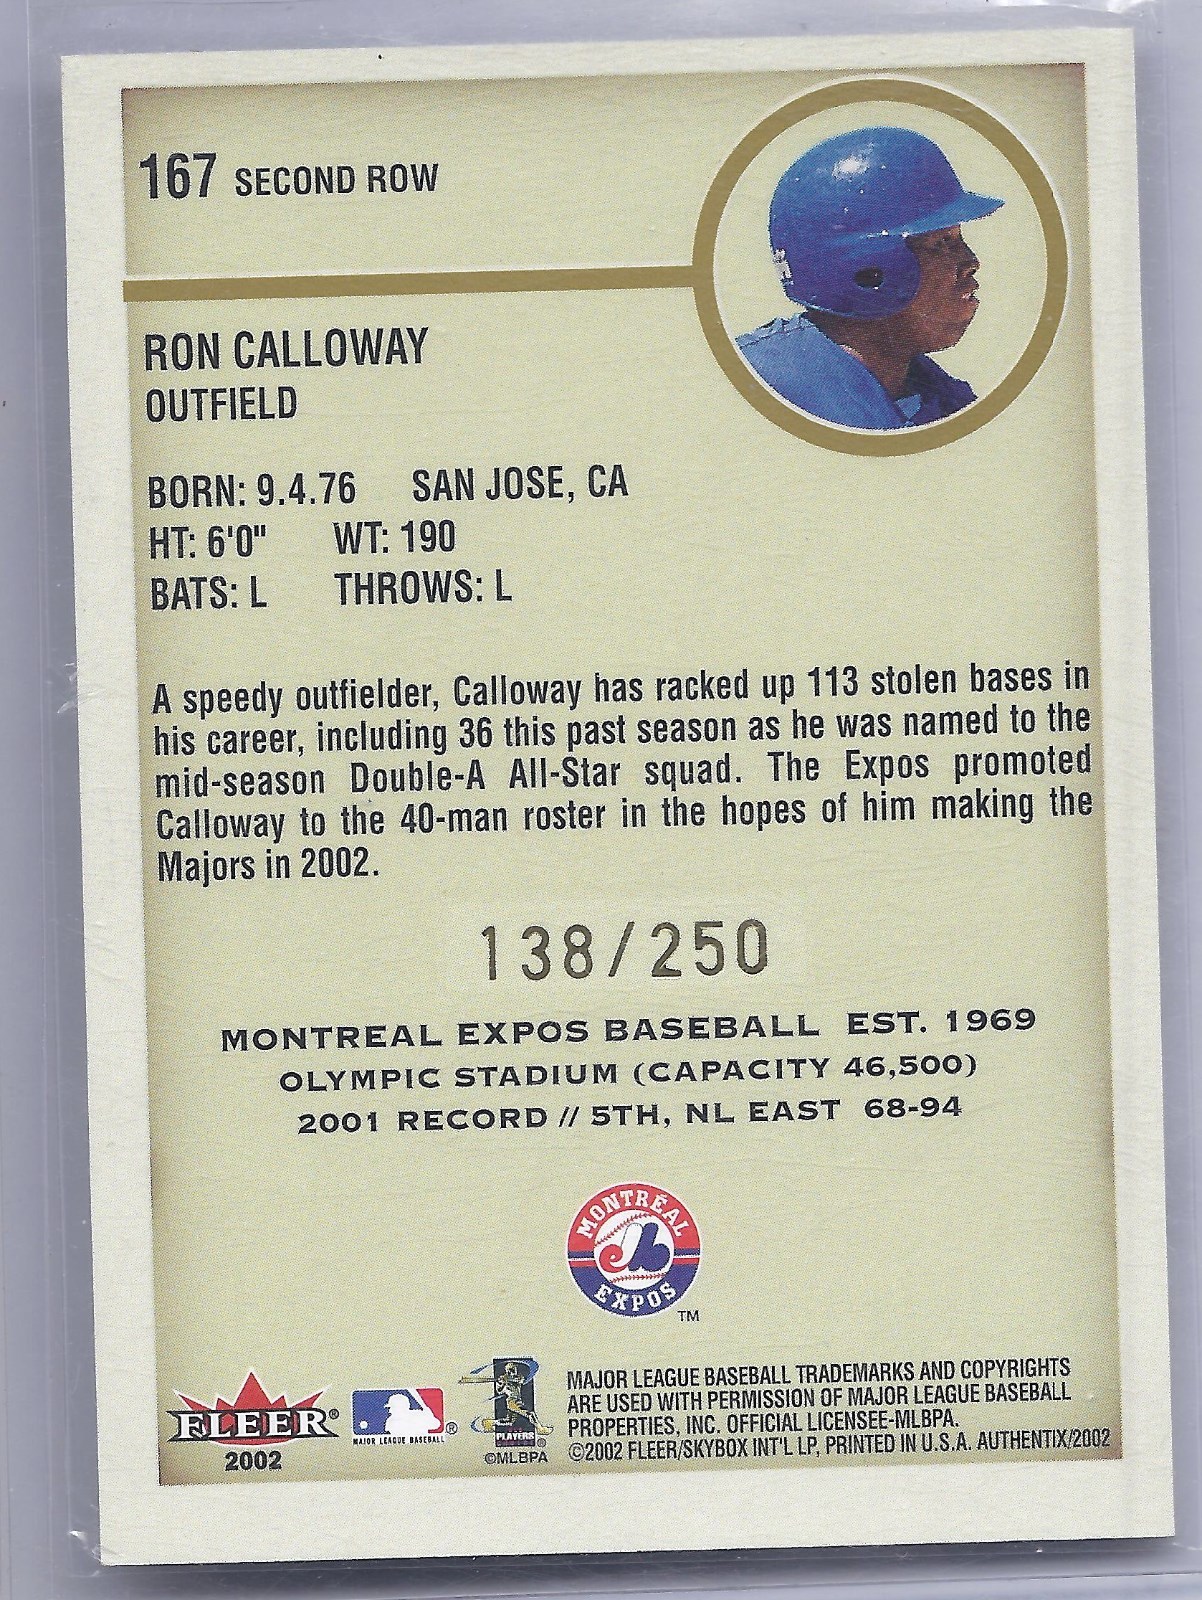 167 SECOND ROW
RON CALLOWAY
OUTFIELD
BORN: 9.4.76 SAN JOSE, CA
HT: 6'0" WT: 190
BATS: L THROWS: L
A speedy outfielder, Calloway has racked up 113 stolen bases in
his career, including 36 this past season as he was named to the
mid-season Double-A All-Star squad. The Expos promoted
Calloway to the 40-man roster in the hopes of him making the
Majors in 2002.
138/250
MONTREAL EXPOS BASEBALL EST. 1969
OLYMPIC STADIUM (CAPACITY 46,500)
2001 RECORD // 5TH, NL EAST 68-94
MONTRÉAL
EXPOS
TM
FLEER®
2002
MAJOR LEAGUE BASEBALL®
PLAYERS
©MLBPA
MAJOR LEAGUE BASEBALL TRADEMARKS AND COPYRIGHTS
ARE USED WITH PERMISSION OF MAJOR LEAGUE BASEBALL
PROPERTIES, INC. OFFICIAL LICENSEE-MLBPA.
©2002 FLEER/SKYBOX INT'L LP, PRINTED IN U.S.A. AUTHENTIX/2002